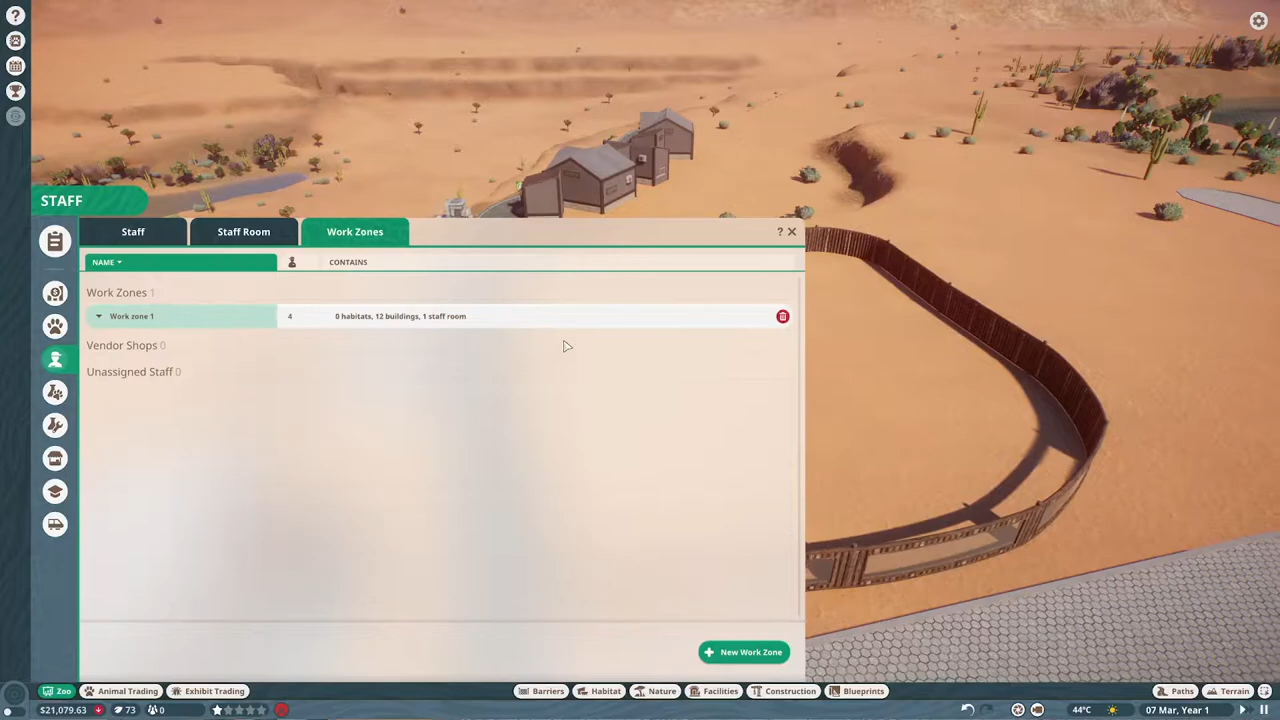 STAFF
Staff
Staff Room
Work Zones
?
NAME
CONTAINS
Work Zones 1
Work zone 1
4
0 habitats, 12 buildings, 1 staff room
Vendor Shops 0
Unassigned Staff 0
New Work Zone
Zoo
Animal Trading
Exhibit Trading
Barriers
Habitat
Nature
Facilities
Construction
Blueprints
Paths
Terrain
$21,079.63
73
0
44°C
07 Mar, Year 1